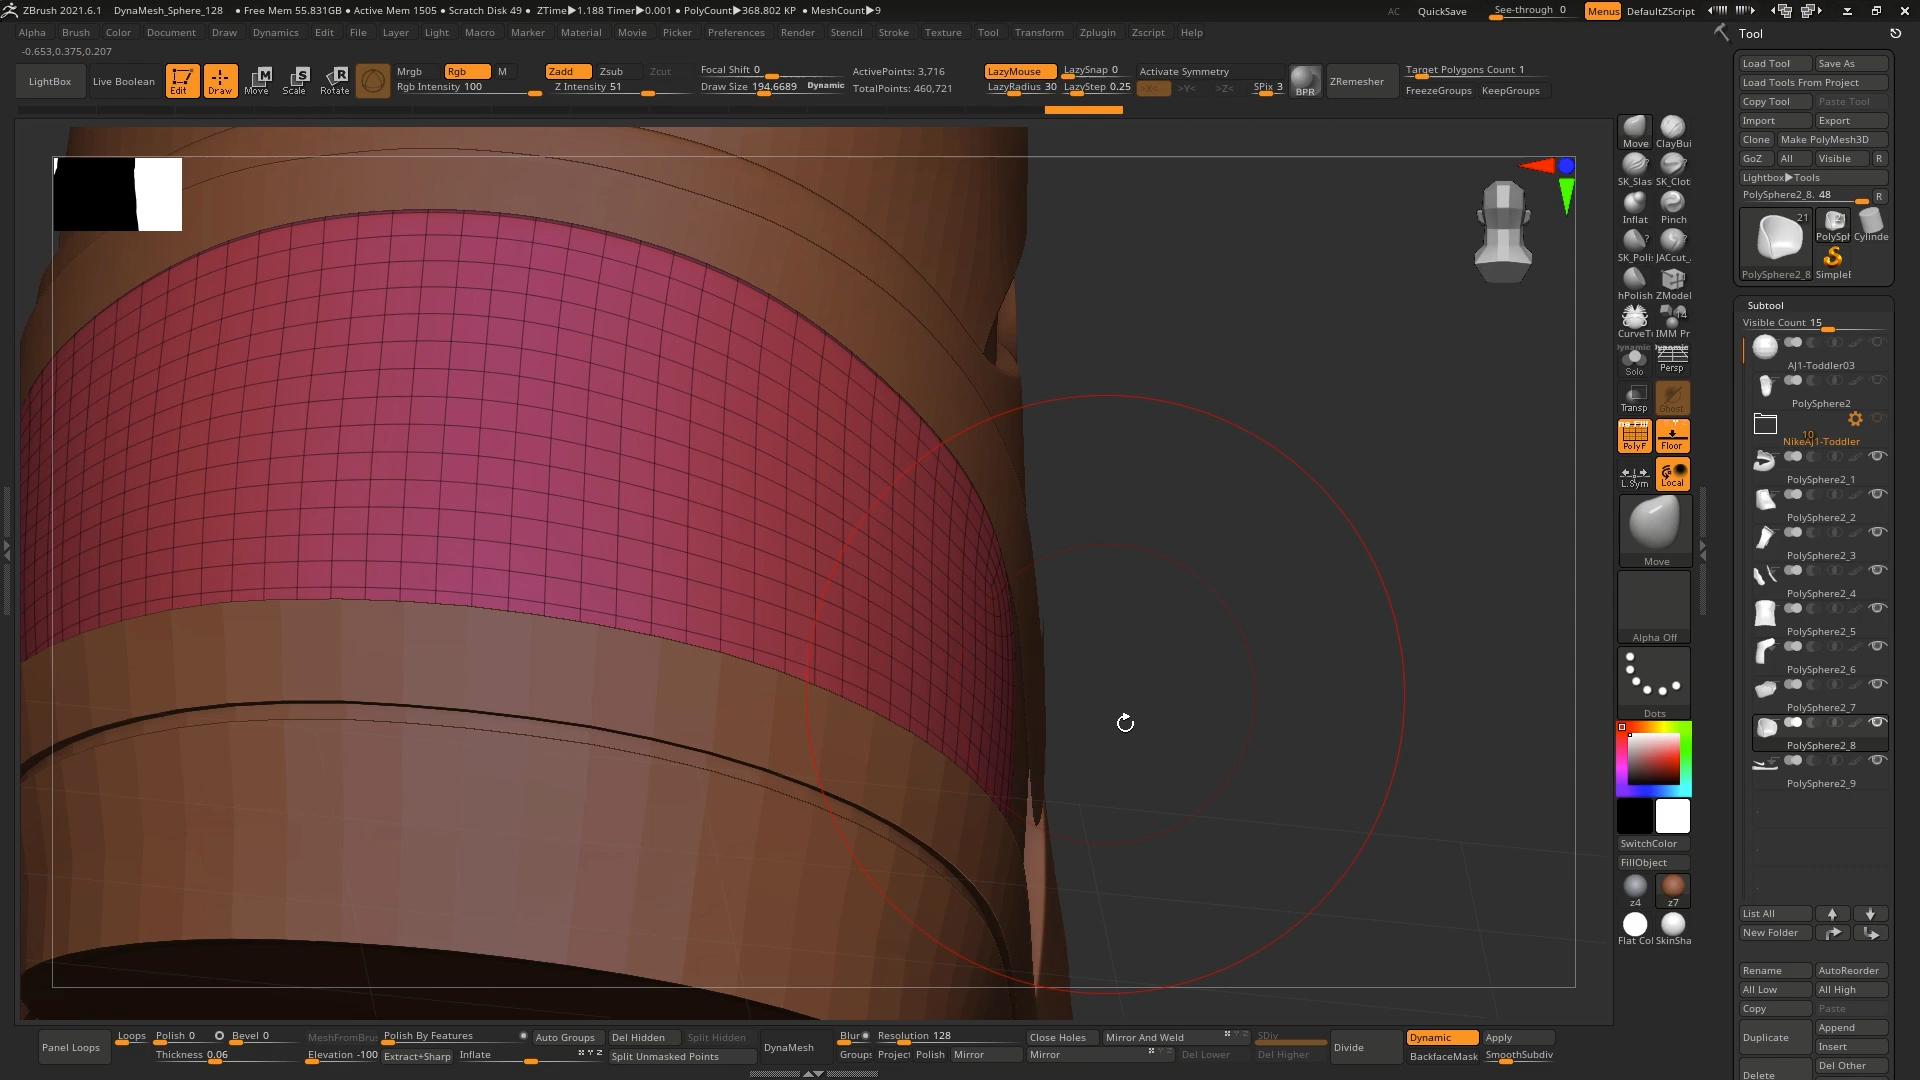 ZBrush 2021.6.1 DynaMesh_Sphere_128 • Free Mem 55.831GB • Active Mem 1505 • Scratch Disk 49 • ZTime▶1.188 Timer▶0.001 • PolyCount▶368.802 KP • MeshCount▶9 AC QuickSave See-through 0 Menus DefaultZScript
Alpha Brush Color Document Draw Dynamics Edit File Layer Light Macro Marker Material Movie Picker Preferences Render Stencil Stroke Texture Tool Transform Zplugin Zscript Help
-0.653,0.375,0.207
LightBox Live Boolean Edit Draw Move Scale Rotate
Mrgb Rgb M Zadd Zsub Zcut Focal Shift 0 ActivePoints: 3,716 LazyMouse LazySnap 0 Activate Symmetry Target Polygons Count 1
Rgb Intensity 100 Z Intensity 51 Draw Size 194.6689 Dynamic TotalPoints: 460,721 LazyRadius 30 LazyStep 0.25 >X< >Y< >Z< SPix 3 BPR ZRemesher FreezeGroups KeepGroups
Move ClayBui
SK_Slas SK_Clot
Inflat Pinch
SK_Poli JACcut_
hPolish ZModel
14
CurveTi IMM Pr
Dynamic
Solo Persp
Transp Ghost
PolyF Floor
L.Sym Local
Move
Alpha Off
Dots
SwitchColor
FillObject
z4 z7
Flat Col SkinSha
Tool
Load Tool Save As
Load Tools From Project
Copy Tool Paste Tool
Import Export
Clone Make PolyMesh3D
GoZ All Visible R
Lightbox▶Tools
PolySphere2_8. 48 R
21
PolySph Cylinde
PolySphere2_8 SimpleB
Subtool
Visible Count 15
AJ1-Toddler03
PolySphere2
10
NikeAJ1-Toddler
PolySphere2_1
PolySphere2_2
PolySphere2_3
PolySphere2_4
PolySphere2_5
PolySphere2_6
PolySphere2_7
PolySphere2_8
PolySphere2_9
List All
New Folder
Rename AutoReorder
All Low All High
Copy Paste
Duplicate Append
Insert
Delete Del Other
Panel Loops Loops Polish 0 Bevel 0 MeshFromBru Polish By Features Auto Groups Del Hidden Split Hidden DynaMesh Blur Resolution 128 Close Holes Mirror And Weld SDiv Divide Dynamic Apply
Thickness 0.06 Elevation -100 Extract+Sharp Inflate Split Unmasked Points Groups Project Polish Mirror Mirror Del Lower Del Higher BackfaceMask SmoothSubdiv